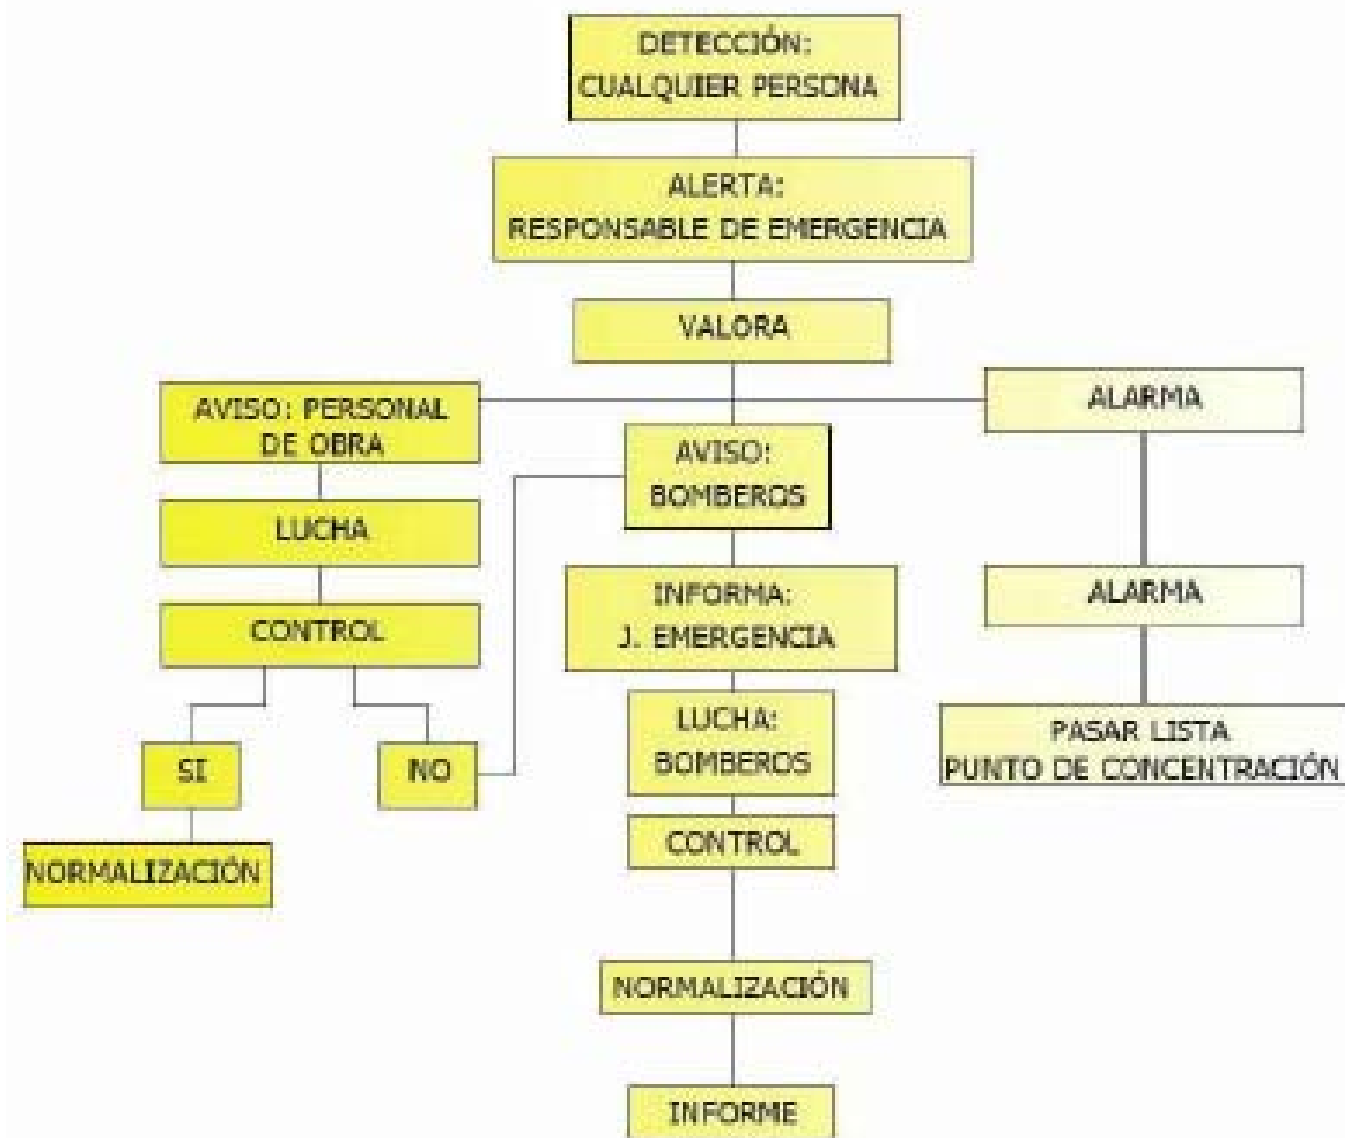 DETECCIÓN:
CUALQUIER PERSONA
ALERTA:
RESPONSABLE DE EMERGENCIA
VALORA
AVISO: PERSONAL
DE OBRA
LUCHA
CONTROL
SI
NO
NORMALIZACIÓN
AVISO:
BOMBEROS
INFORMA:
J. EMERGENCIA
LUCHA:
BOMBEROS
CONTROL
NORMALIZACIÓN
INFORME
ALARMA
ALARMA
PASAR LISTA
PUNTO DE CONCENTRACIÓN